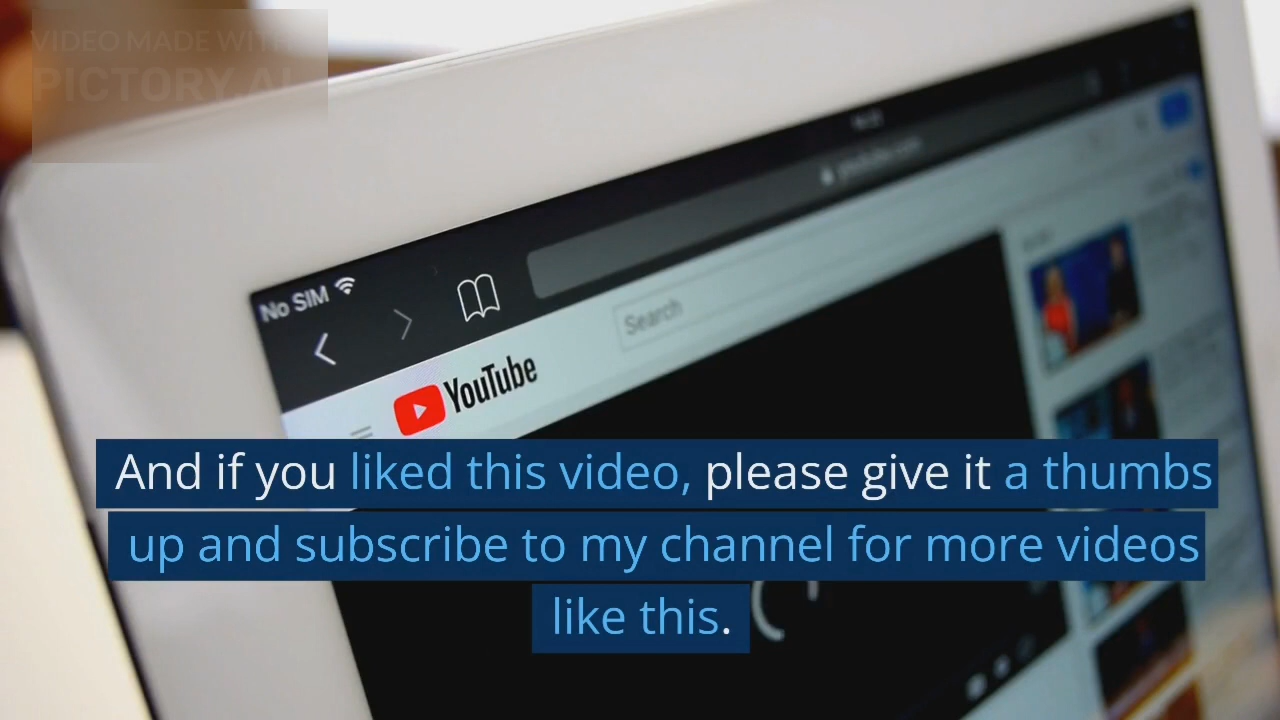 VIDEO MADE WITH
PICTORY.AI
No SIM
Search
YouTube
And if you liked this video, please give it a thumbs
up and subscribe to my channel for more videos
like this.